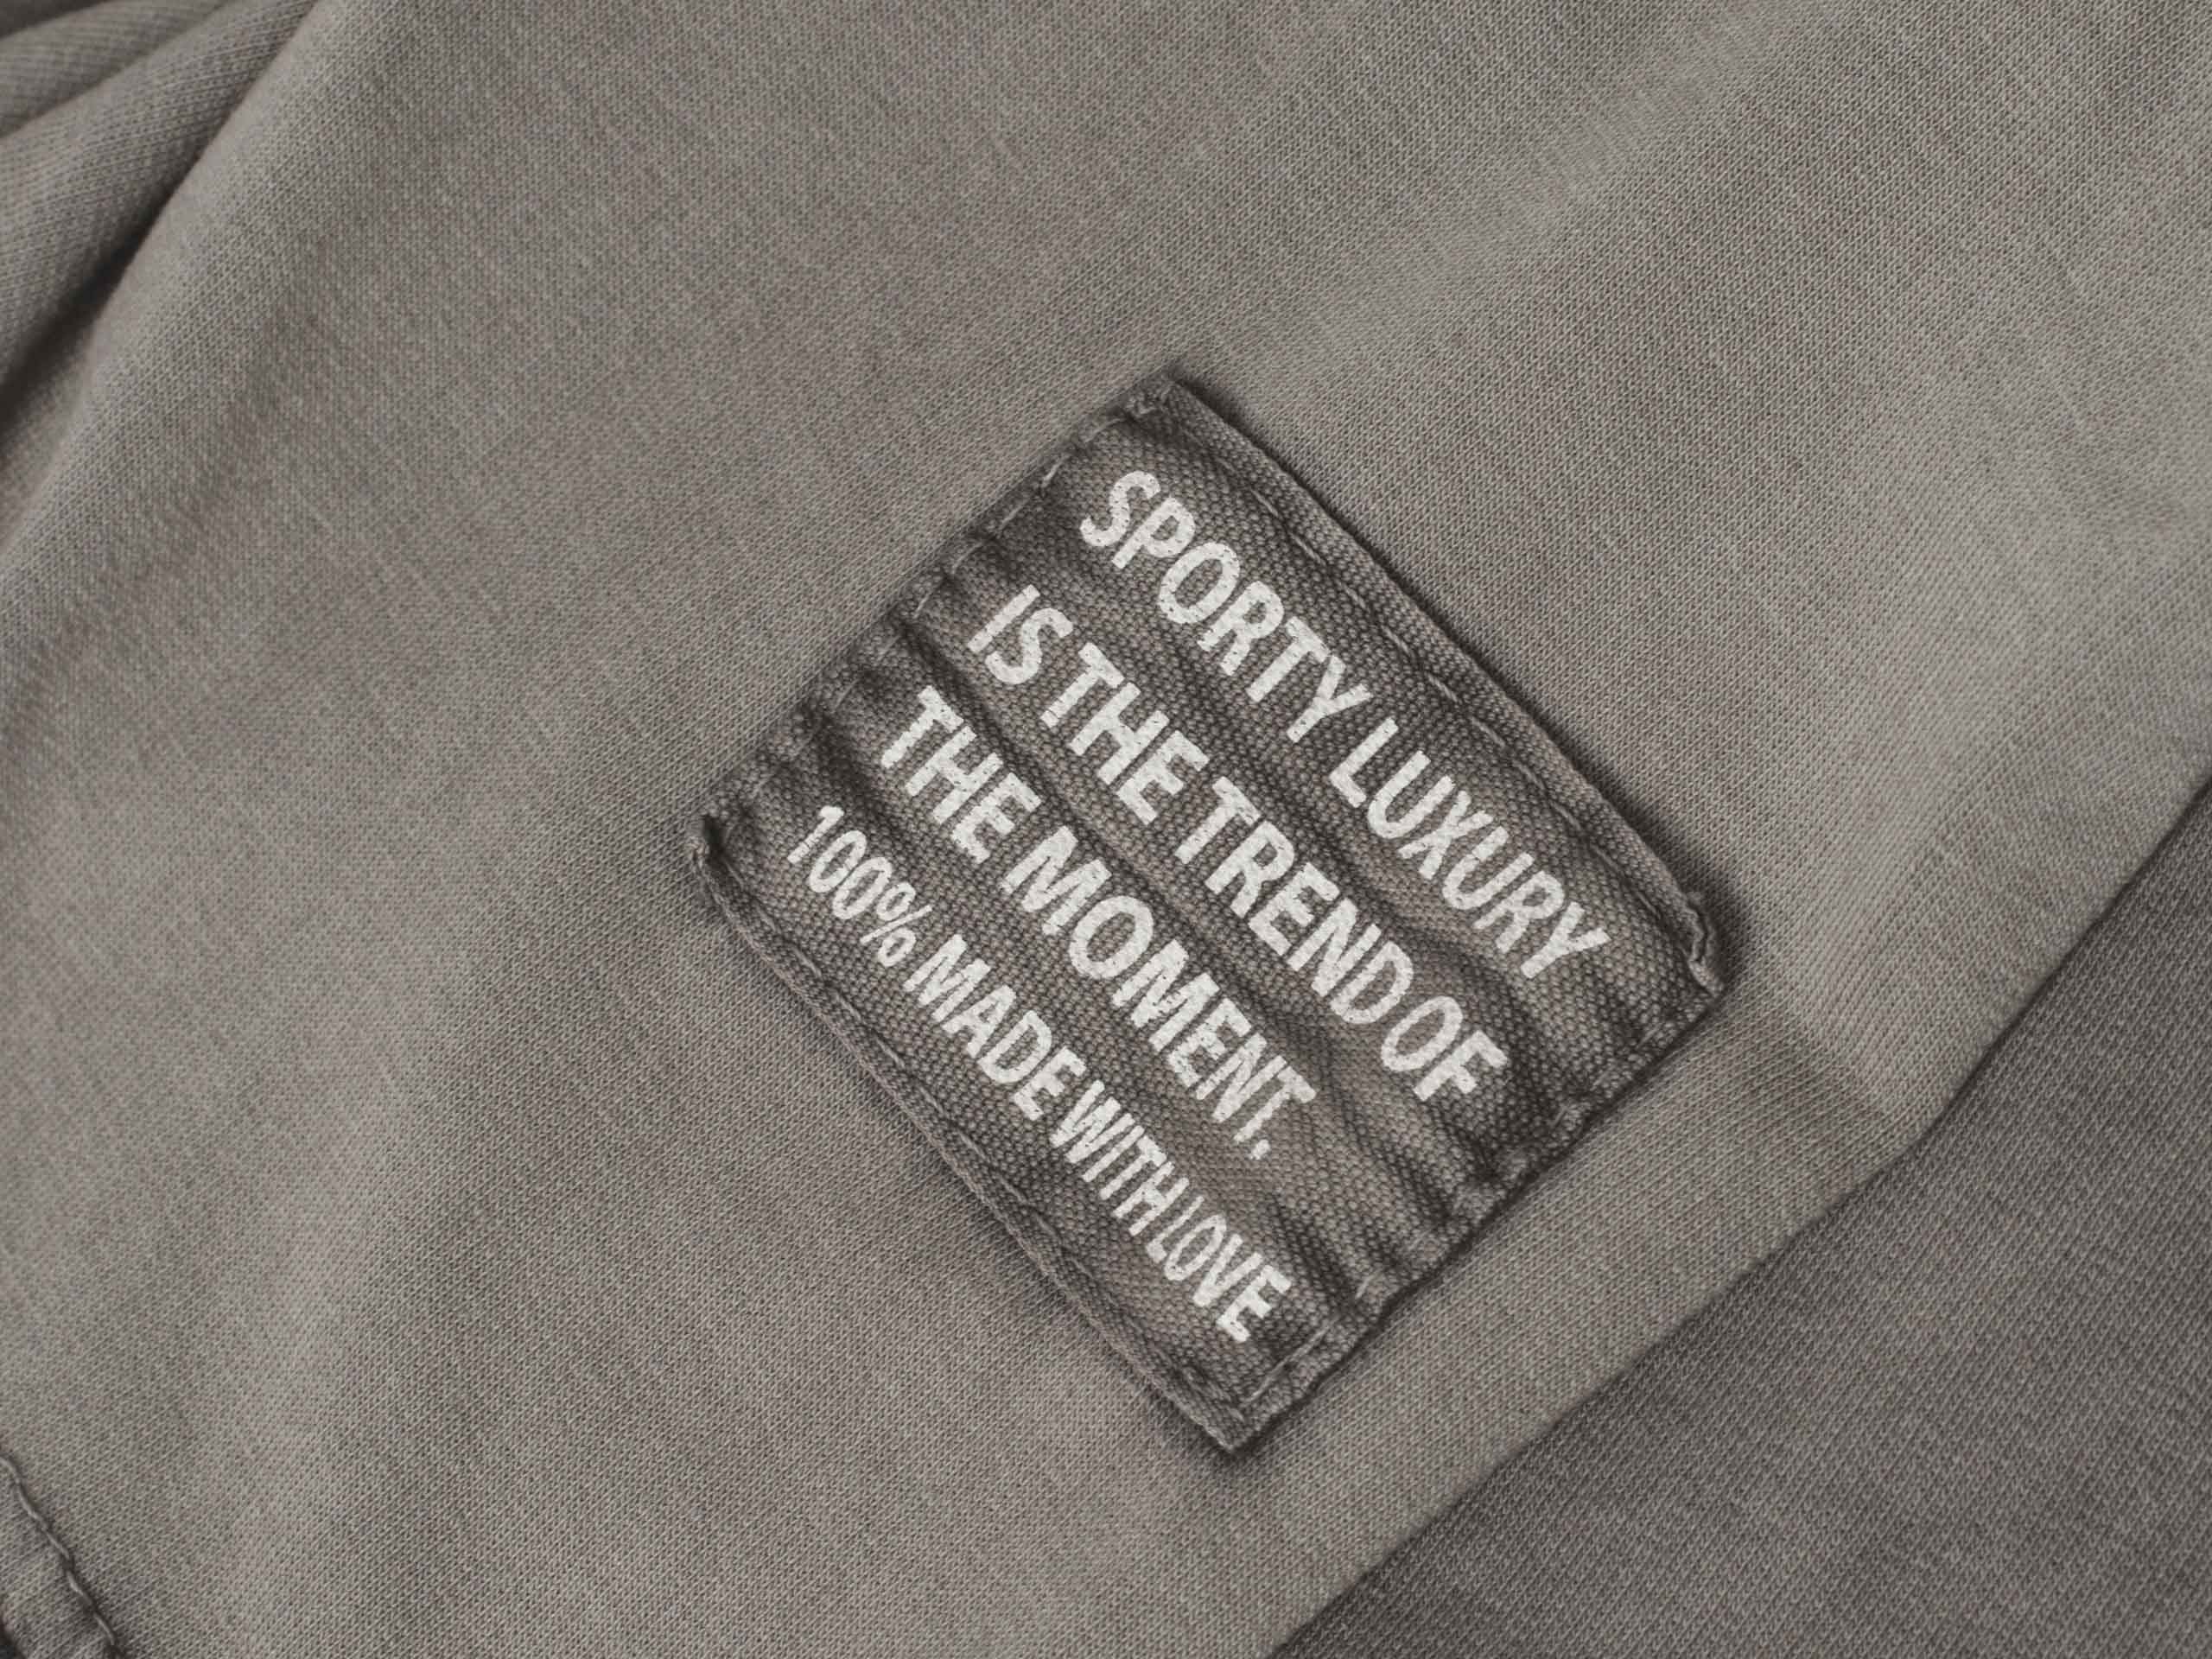 SPORTY LUXURY
IS THE TREND OF
THE MOMENT.
100% MADE WITH LOVE